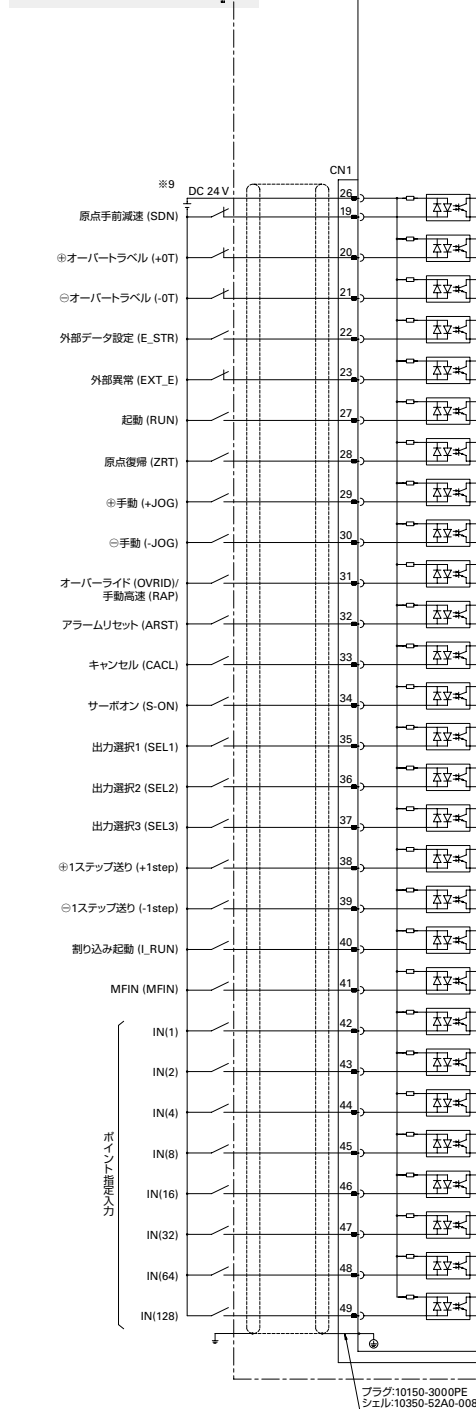 CN1
※9
DC 24 V
26
原点手前減速 (SDN)
19
⊕オーバートラベル (+0T)
20
⊖オーバートラベル (-0T)
21
外部データ設定 (E_STR)
22
外部異常 (EXT_E)
23
起動 (RUN)
27
原点復帰 (ZRT)
28
⊕手動 (+JOG)
29
⊖手動 (-JOG)
30
オーバーライド (OVRID)/
手動高速 (RAP)
31
アラームリセット (ARST)
32
キャンセル (CACL)
33
サーボオン (S-ON)
34
出力選択1 (SEL1)
35
出力選択2 (SEL2)
36
出力選択3 (SEL3)
37
⊕1ステップ送り (+1step)
38
⊖1ステップ送り (-1step)
39
割り込み起動 (I_RUN)
40
MFIN (MFIN)
41
ポイント指定入力
IN(1)
42
IN(2)
43
IN(4)
44
IN(8)
45
IN(16)
46
IN(32)
47
IN(64)
48
IN(128)
49
プラグ:10150-3000PE
シェル:10350-52A0-008